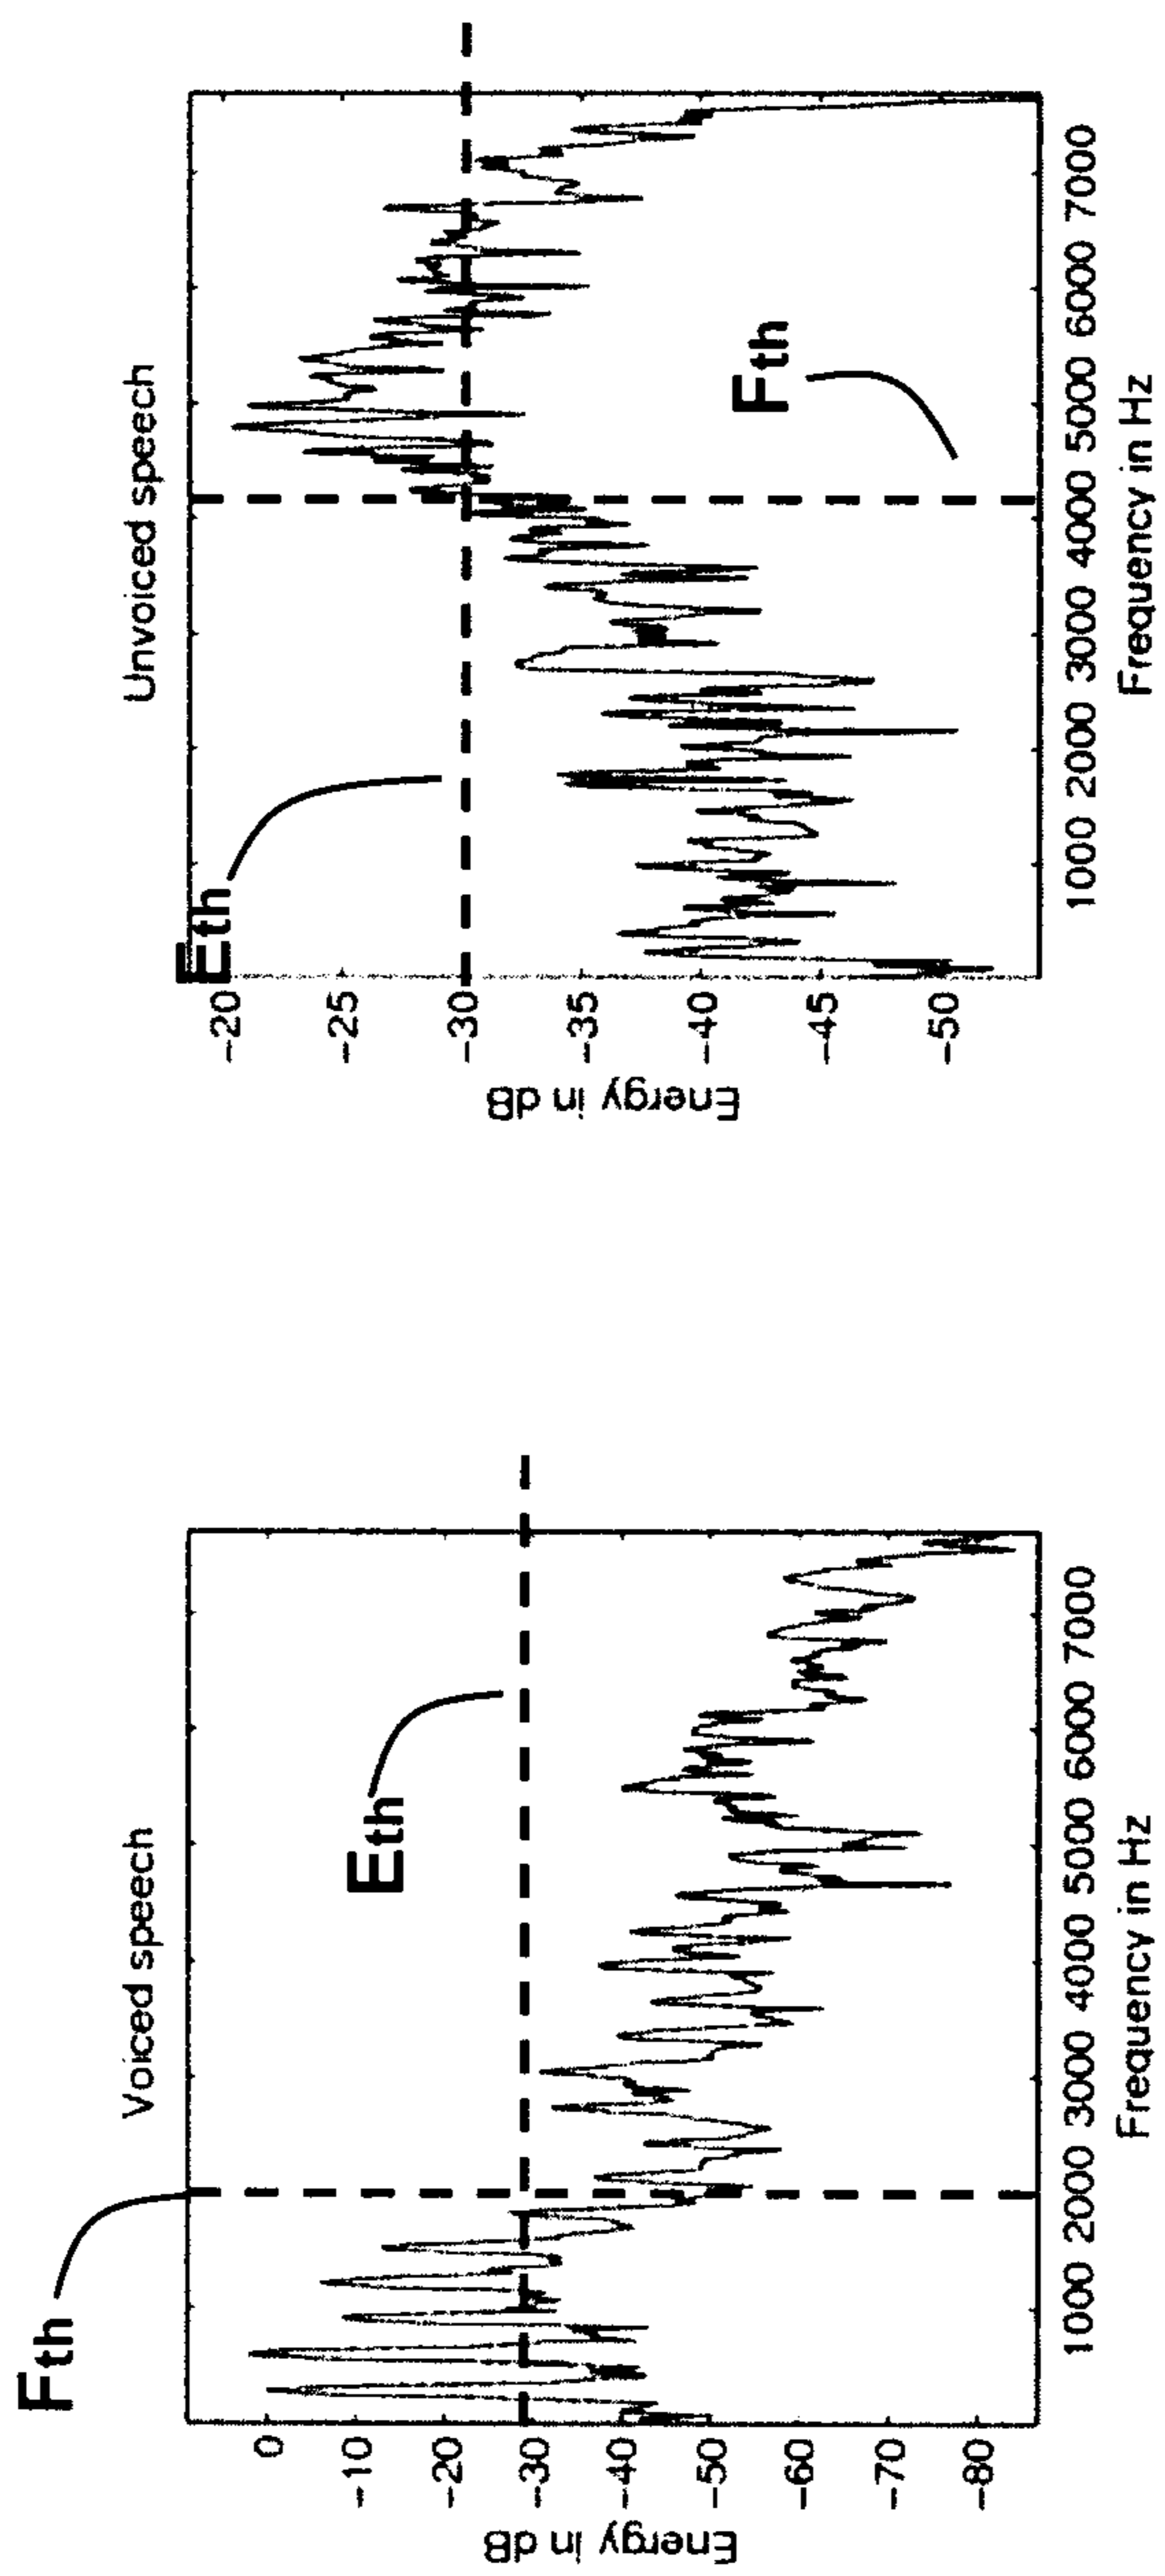 Voiced speech
Fth
Eth
Energy in dB
0
-10
-20
-30
-40
-50
-60
-70
-80
1000 2000 3000 4000 5000 6000 7000
Frequency in Hz
Unvoiced speech
Eth
Fth
Energy in dB
-20
-25
-30
-35
-40
-45
-50
1000 2000 3000 4000 5000 6000 7000
Frequency in Hz